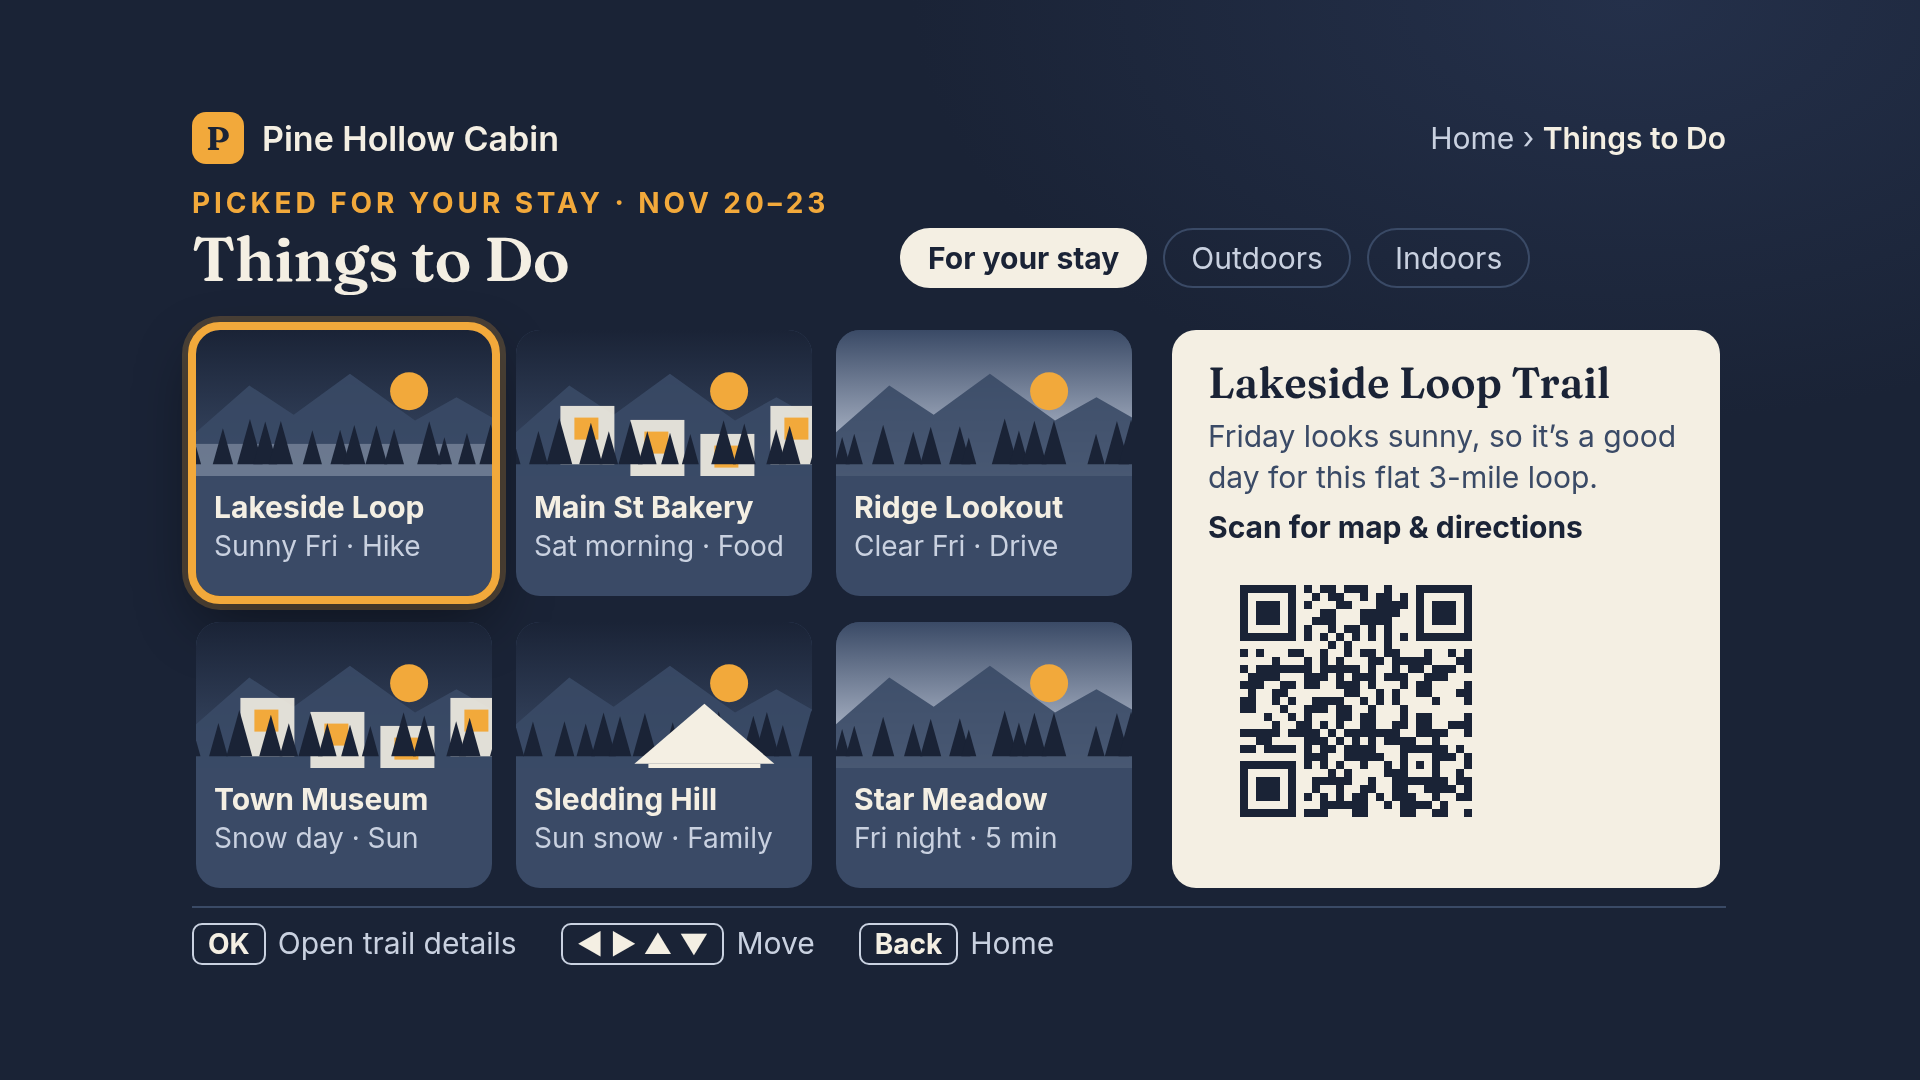 P
Pine Hollow Cabin
Home › Things to Do
PICKED FOR YOUR STAY · NOV 20–23
Things to Do
For your stay
Outdoors
Indoors
Lakeside Loop
Sunny Fri · Hike
Main St Bakery
Sat morning · Food
Ridge Lookout
Clear Fri · Drive
Town Museum
Snow day · Sun
Sledding Hill
Sun snow · Family
Star Meadow
Fri night · 5 min
Lakeside Loop Trail
Friday looks sunny, so it’s a good
day for this flat 3-mile loop.
Scan for map & directions
OK Open trail details
◀ ▶ ▲ ▼ Move
Back Home